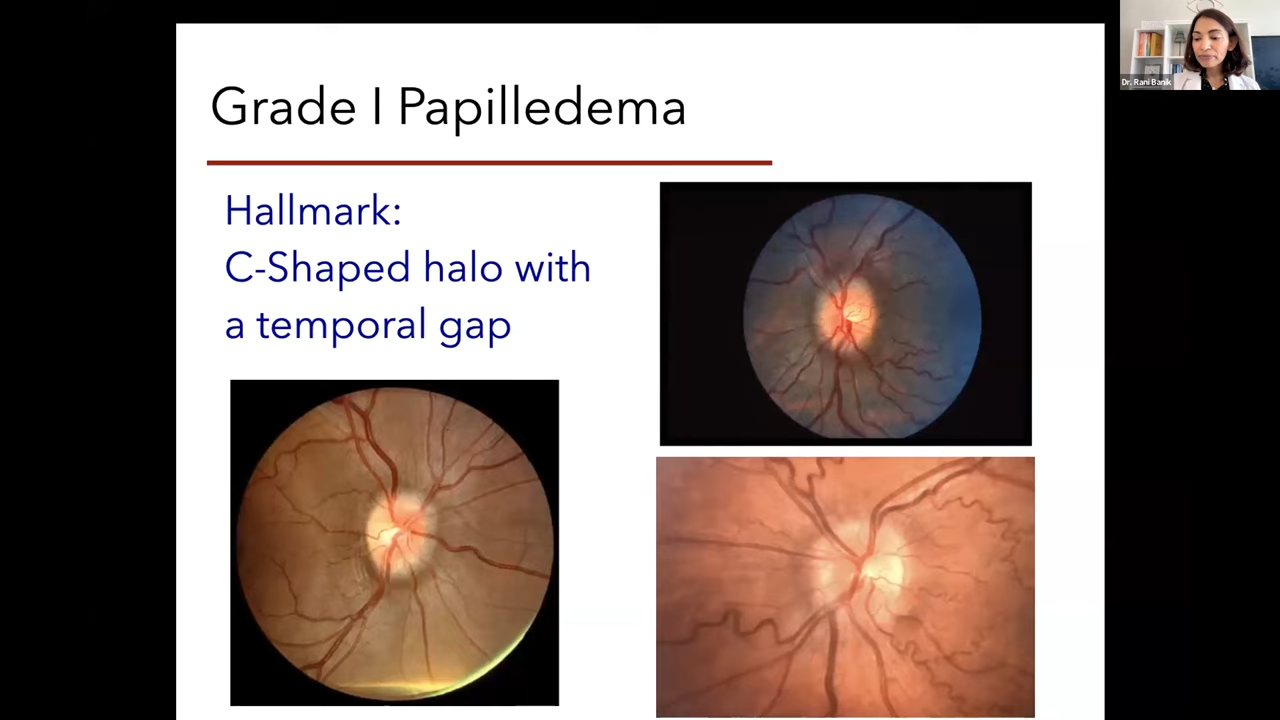 Grade I Papilledema
Hallmark:
C-Shaped halo with
a temporal gap
Dr. Rani Banik